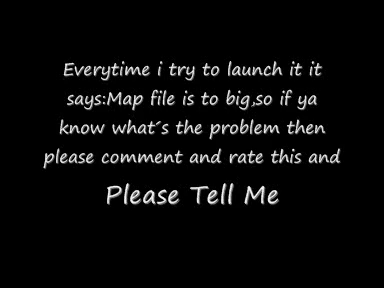 Everytime i try to launch it it
says:Map file is to big,so if ya
know what´s the problem then
please comment and rate this and
Please Tell Me